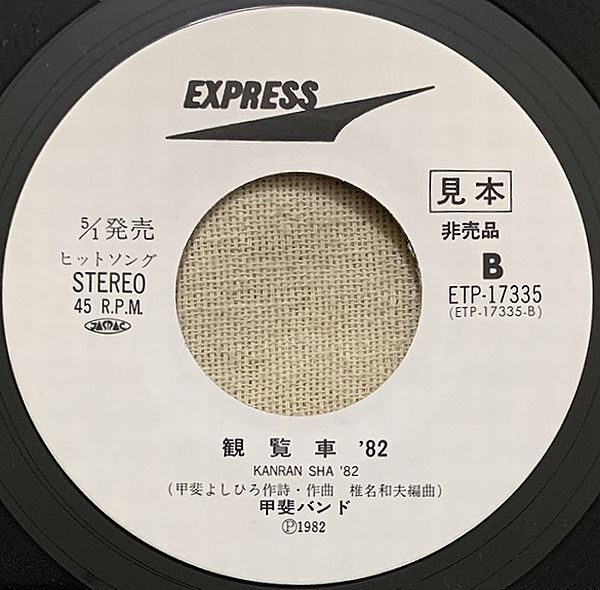 EXPRESS
見本
非売品
B
ETP-17335
(ETP-17335-B)
5/1発売
ヒットソング
STEREO
45 R.P.M.
JASRAC
観覧車 '82
KANRAN SHA '82
(甲斐よしひろ作詩・作曲 椎名和夫編曲)
甲斐バンド
Ⓟ1982